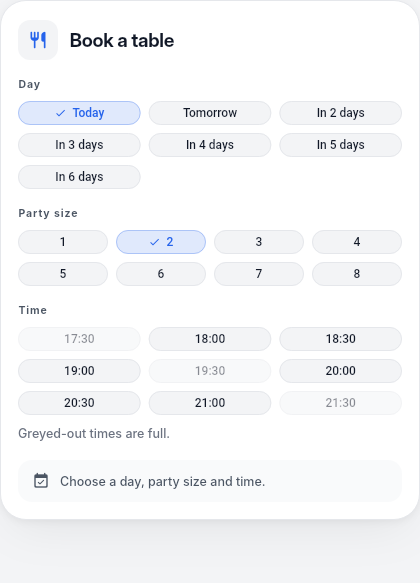 Book a table
Day
Today Tomorrow In 2 days
In 3 days In 4 days In 5 days
In 6 days
Party size
1 2 3 4
5 6 7 8
Time
17:30 18:00 18:30
19:00 19:30 20:00
20:30 21:00 21:30
Greyed-out times are full.
Choose a day, party size and time.